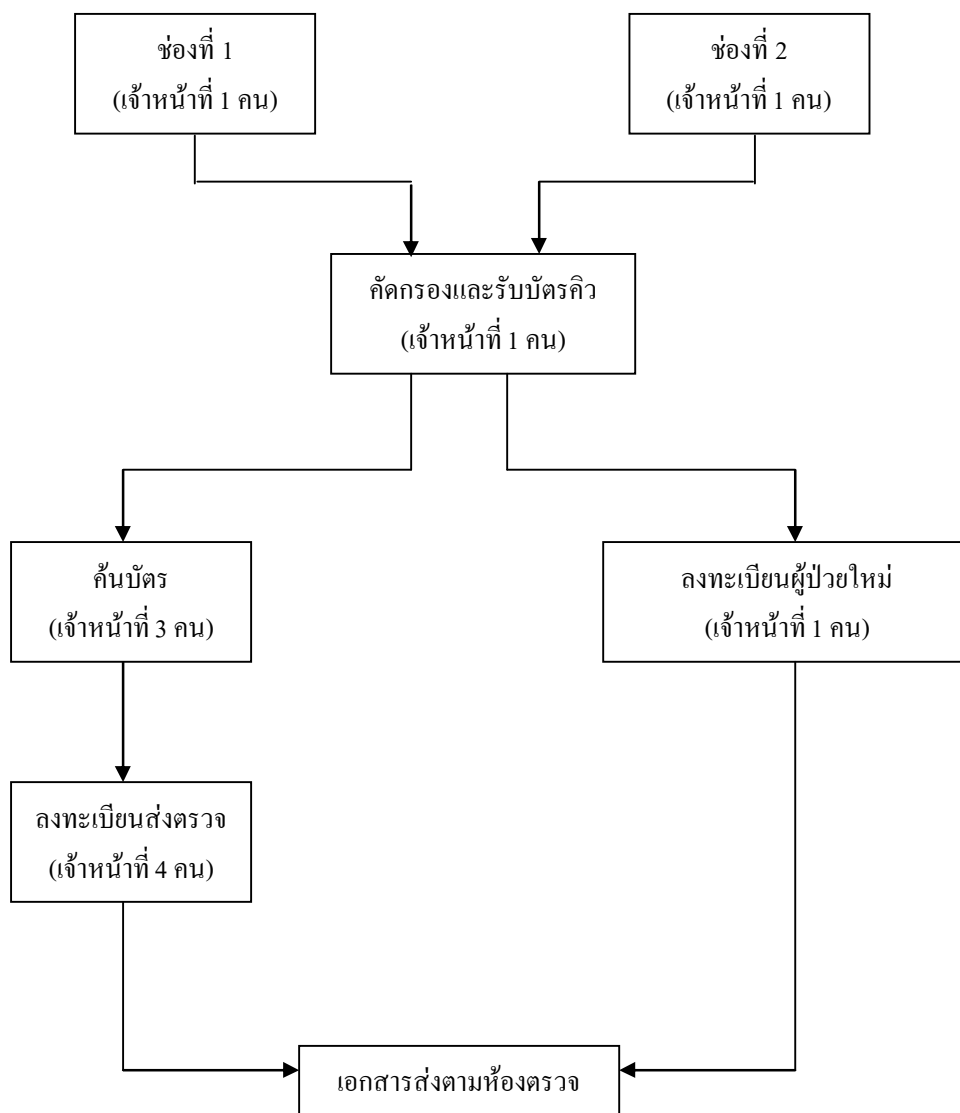 ช่องที่ 1
(เจ้าหน้าที่ 1 คน)
ช่องที่ 2
(เจ้าหน้าที่ 1 คน)
คัดกรองและรับบัตรคิว
(เจ้าหน้าที่ 1 คน)
ค้นบัตร
(เจ้าหน้าที่ 3 คน)
ลงทะเบียนผู้ป่วยใหม่
(เจ้าหน้าที่ 1 คน)
ลงทะเบียนส่งตรวจ
(เจ้าหน้าที่ 4 คน)
เอกสารส่งตามห้องตรวจ